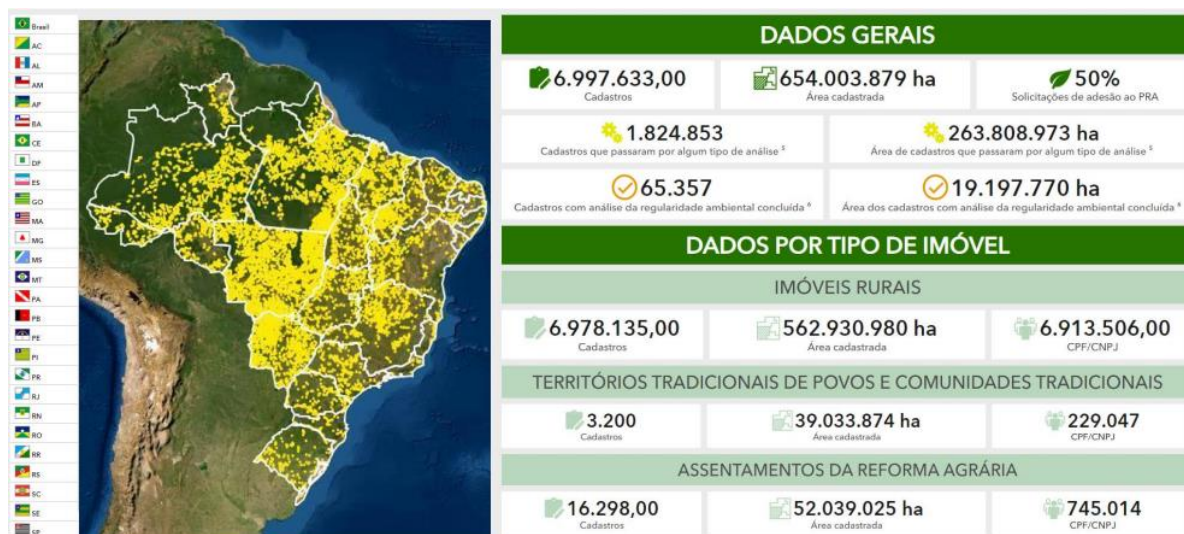 Brasil
AC
AL
AM
AP
BA
CE
DF
ES
GO
MA
MG
MS
MT
PA
PB
PE
PI
PR
RJ
RN
RO
RR
RS
SC
SE
SP
DADOS GERAIS
6.997.633,00 654.003.879 ha 50%
Cadastros Área cadastrada Solicitações de adesão ao PRA
1.824.853 263.808.973 ha
Cadastros que passaram por algum tipo de análise ⁵ Área de cadastros que passaram por algum tipo de análise ⁵
65.357 19.197.770 ha
Cadastros com análise da regularidade ambiental concluída ⁶ Área dos cadastros com análise da regularidade ambiental concluída ⁶
DADOS POR TIPO DE IMÓVEL
IMÓVEIS RURAIS
6.978.135,00 562.930.980 ha 6.913.506,00
Cadastros Área cadastrada CPF/CNPJ
TERRITÓRIOS TRADICIONAIS DE POVOS E COMUNIDADES TRADICIONAIS
3.200 39.033.874 ha 229.047
Cadastros Área cadastrada CPF/CNPJ
ASSENTAMENTOS DA REFORMA AGRÁRIA
16.298,00 52.039.025 ha 745.014
Cadastros Área cadastrada CPF/CNPJ